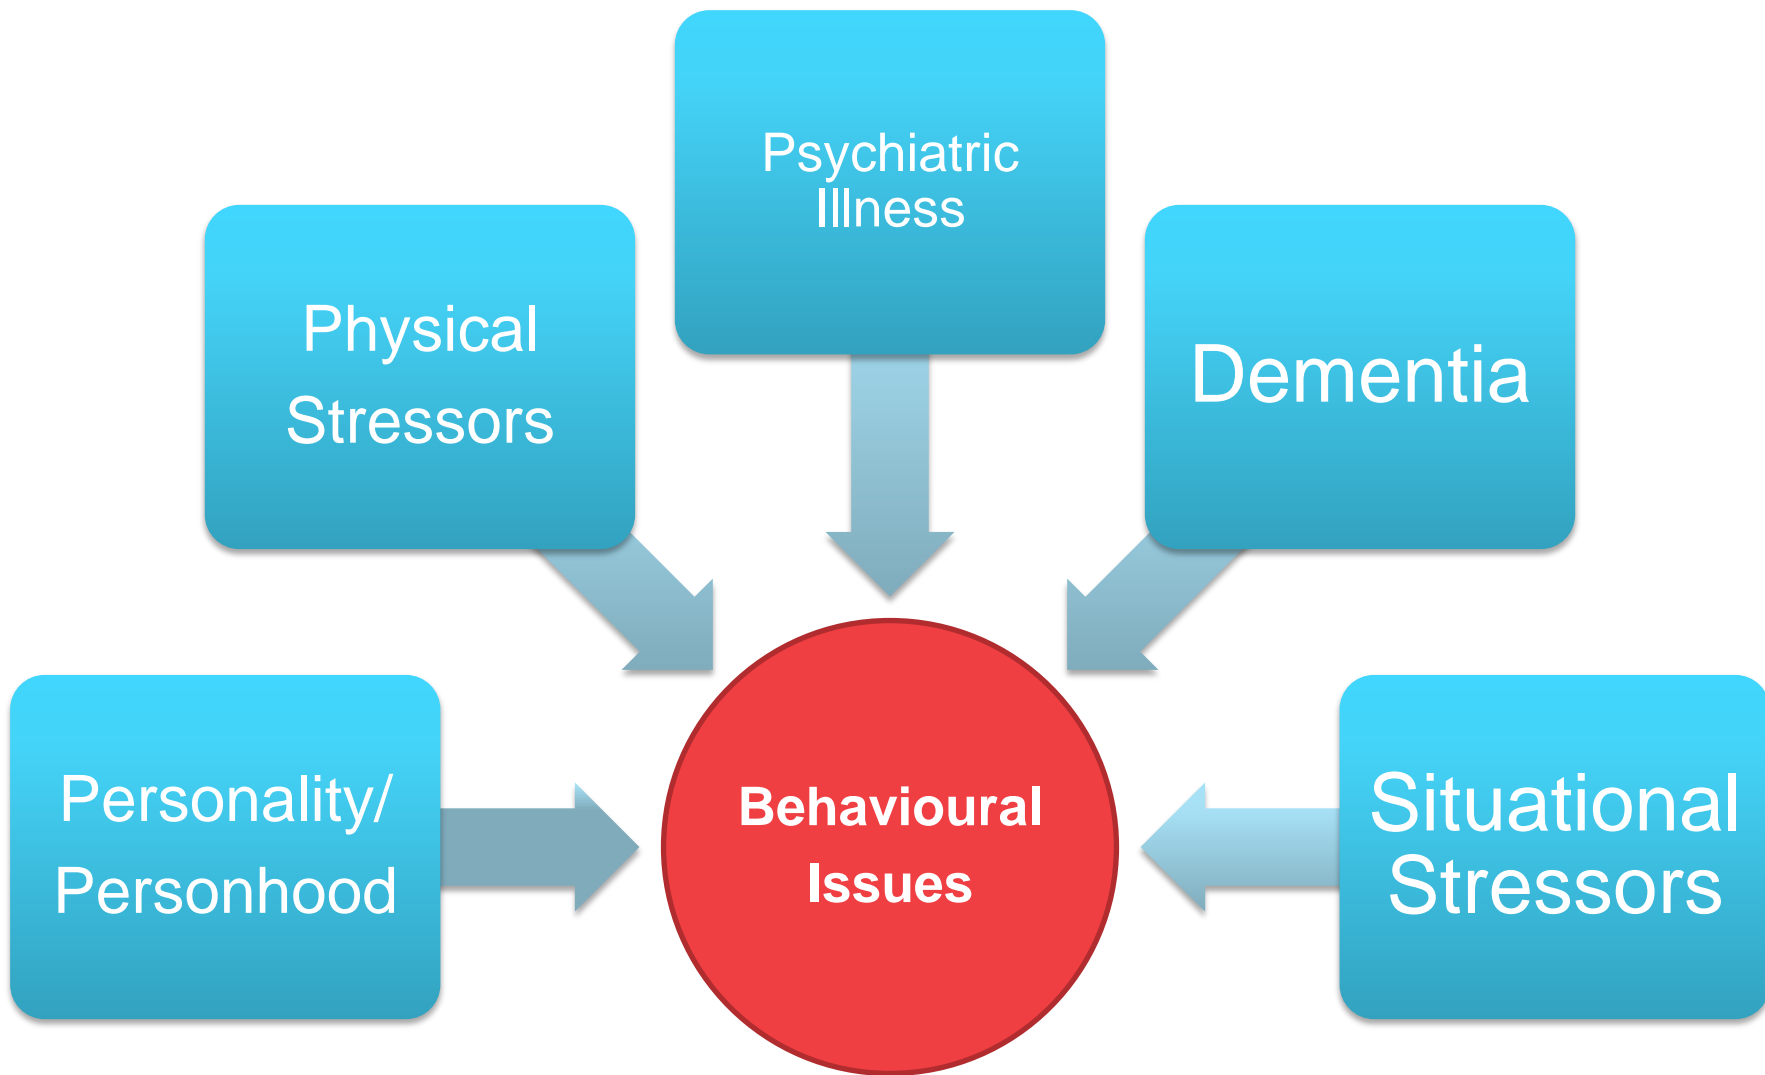 Psychiatric
Illness
Physical
Stressors
Dementia
Personality/
Personhood
Behavioural
Issues
Situational
Stressors